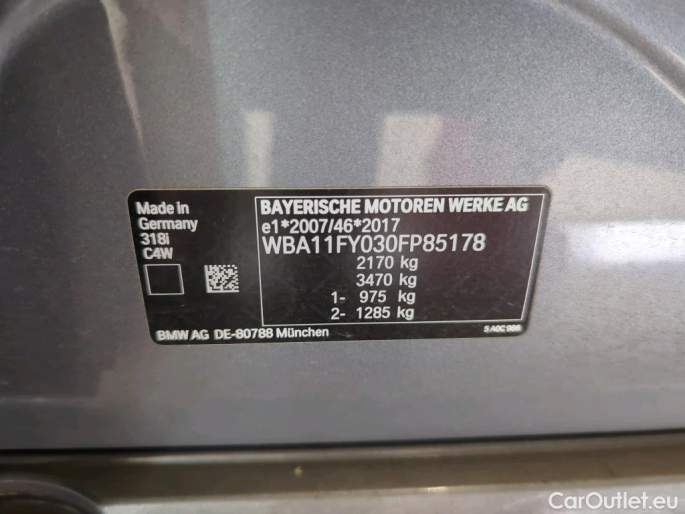 Made in
Germany
318i
C4W
BAYERISCHE MOTOREN WERKE AG
e1*2007/46*2017
WBA11FY030FP85178
2170 kg
3470 kg
1- 975 kg
2- 1285 kg
BMW AG DE-80788 München
CarOutlet.eu